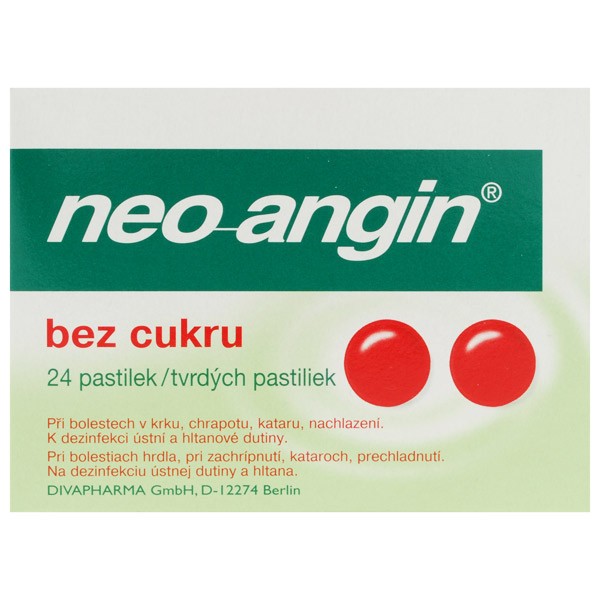 neo-angin®
bez cukru
24 pastilek/tvrdých pastiliek
Při bolestech v krku, chrapotu, kataru, nachlazení.
K dezinfekci ústní a hltanové dutiny.
Pri bolestiach hrdla, pri zachrípnutí, kataroch, prechladnutí.
Na dezinfekciu ústnej dutiny a hltana.
DIVAPHARMA GmbH, D-12274 Berlin